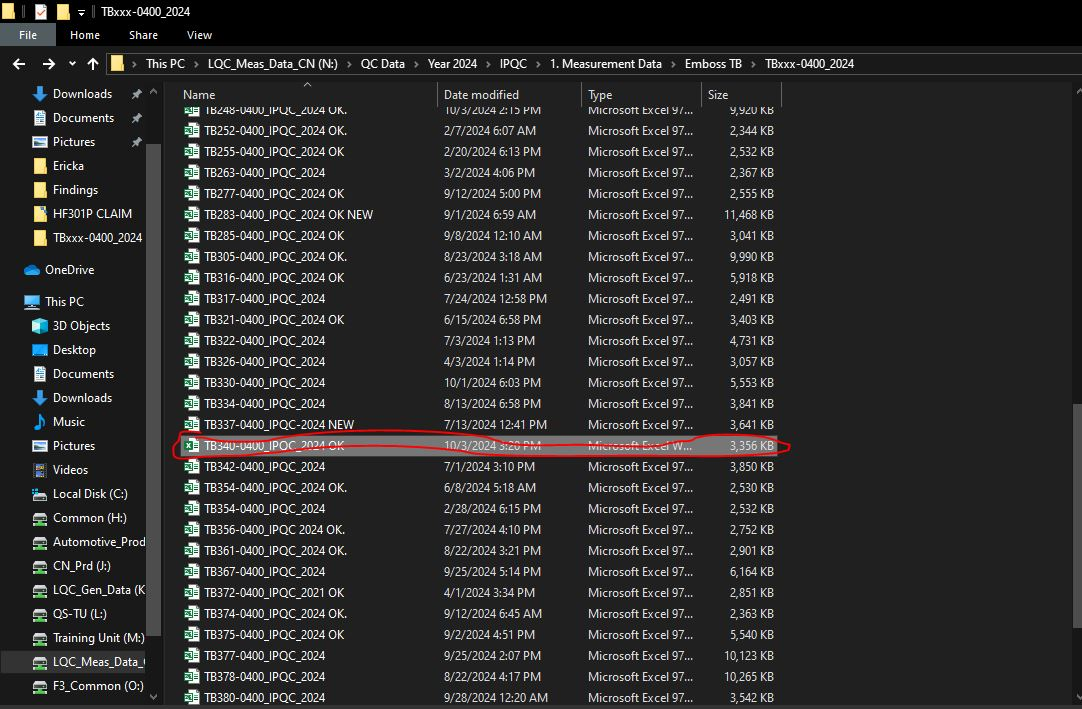 TBxxx-0400_2024
File Home Share View
This PC LQC_Meas_Data_CN (N:) QC Data Year 2024 IPQC 1. Measurement Data Emboss TB TBxxx-0400_2024
Downloads
Documents
Pictures
Ericka
Findings
HF301P CLAIM
TBxxx-0400_2024
OneDrive
This PC
3D Objects
Desktop
Documents
Downloads
Music
Pictures
Videos
Local Disk (C:)
Common (H:)
Automotive_Prod
CN_Prd (J:)
LQC_Gen_Data (K
QS-TU (L:)
Training Unit (M:)
LQC_Meas_Data_
F3_Common (O:)
Name Date modified Type Size
TB248-0400_IPQC_2024 OK. 10/3/2024 2:15 PM Microsoft Excel 97... 9,920 KB
TB252-0400_IPQC_2024 OK. 2/7/2024 6:07 AM Microsoft Excel 97... 2,344 KB
TB255-0400_IPQC_2024 OK 2/20/2024 6:13 PM Microsoft Excel 97... 2,532 KB
TB263-0400_IPQC_2024 3/2/2024 4:06 PM Microsoft Excel 97... 2,367 KB
TB277-0400_IPQC_2024 OK 9/12/2024 5:00 PM Microsoft Excel 97... 2,555 KB
TB283-0400_IPQC_2024 OK NEW 9/1/2024 6:59 AM Microsoft Excel 97... 11,468 KB
TB285-0400_IPQC_2024 OK 9/8/2024 12:10 AM Microsoft Excel 97... 3,041 KB
TB305-0400_IPQC_2024 OK. 8/23/2024 3:18 AM Microsoft Excel 97... 9,990 KB
TB316-0400_IPQC_2024 OK 6/23/2024 1:31 AM Microsoft Excel 97... 5,918 KB
TB317-0400_IPQC_2024 7/24/2024 12:58 PM Microsoft Excel 97... 2,491 KB
TB321-0400_IPQC_2024 OK 6/15/2024 6:58 PM Microsoft Excel 97... 3,403 KB
TB322-0400_IPQC_2024 7/3/2024 1:13 PM Microsoft Excel 97... 4,731 KB
TB326-0400_IPQC_2024 4/3/2024 1:14 PM Microsoft Excel 97... 3,057 KB
TB330-0400_IPQC_2024 10/1/2024 6:03 PM Microsoft Excel 97... 5,553 KB
TB334-0400_IPQC_2024 8/13/2024 6:58 PM Microsoft Excel 97... 3,841 KB
TB337-0400_IPQC-2024 NEW 7/13/2024 12:41 PM Microsoft Excel 97... 3,641 KB
TB340-0400_IPQC_2024 OK 10/3/2024 3:20 PM Microsoft Excel W... 3,356 KB
TB342-0400_IPQC_2024 7/1/2024 3:10 PM Microsoft Excel 97... 3,850 KB
TB354-0400_IPQC_2024 OK. 6/8/2024 5:18 AM Microsoft Excel 97... 2,530 KB
TB354-0400_IPQC_2024 2/28/2024 6:15 PM Microsoft Excel 97... 2,532 KB
TB356-0400_IPQC 2024 OK. 7/27/2024 4:10 PM Microsoft Excel 97... 2,752 KB
TB361-0400_IPQC_2024 OK. 8/22/2024 3:21 PM Microsoft Excel 97... 2,901 KB
TB367-0400_IPQC_2024 9/25/2024 5:14 PM Microsoft Excel 97... 6,164 KB
TB372-0400_IPQC_2021 OK 4/1/2024 3:34 PM Microsoft Excel 97... 2,851 KB
TB374-0400_IPQC_2024 OK. 9/12/2024 6:45 AM Microsoft Excel 97... 2,363 KB
TB375-0400_IPQC_2024 OK 9/2/2024 4:51 PM Microsoft Excel 97... 5,540 KB
TB377-0400_IPQC_2024 9/25/2024 2:07 PM Microsoft Excel 97... 10,123 KB
TB378-0400_IPQC_2024 8/22/2024 4:17 PM Microsoft Excel 97... 10,265 KB
TB380-0400_IPQC_2024 9/28/2024 12:20 AM Microsoft Excel 97... 3,542 KB